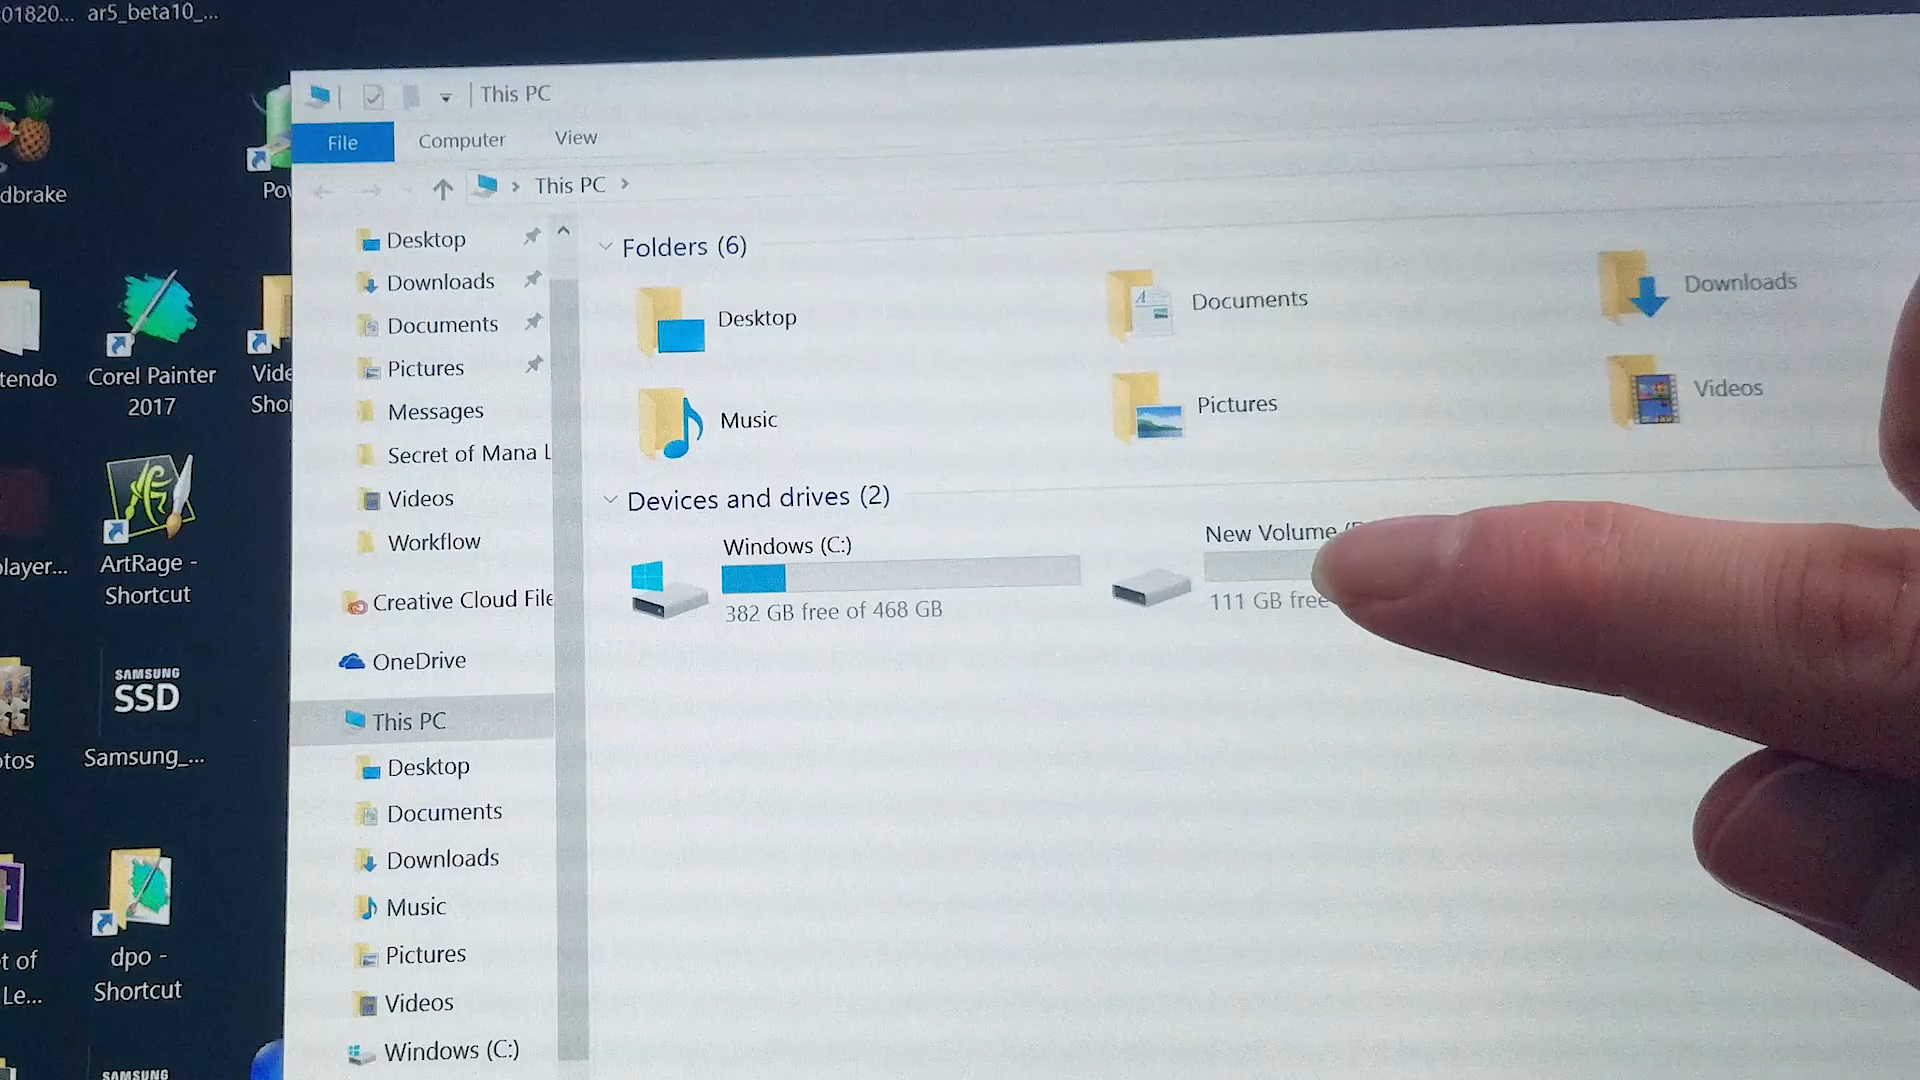 01820... ar5_beta10_...
This PC
File Computer View
This PC
dbrake
Desktop
Downloads
Documents
Pictures
Messages
Secret of Mana L
Videos
Workflow
Creative Cloud File
OneDrive
This PC
Desktop
Documents
Downloads
Music
Pictures
Videos
Windows (C:)
Folders (6)
Desktop
Documents
Downloads
Music
Pictures
Videos
Devices and drives (2)
Windows (C:)
382 GB free of 468 GB
New Volume
111 GB free
tendo
Corel Painter
2017
Vide
Shor
layer...
ArtRage -
Shortcut
SAMSUNG
SSD
Samsung_...
otos
t of
Le...
dpo -
Shortcut
SAMSUNG